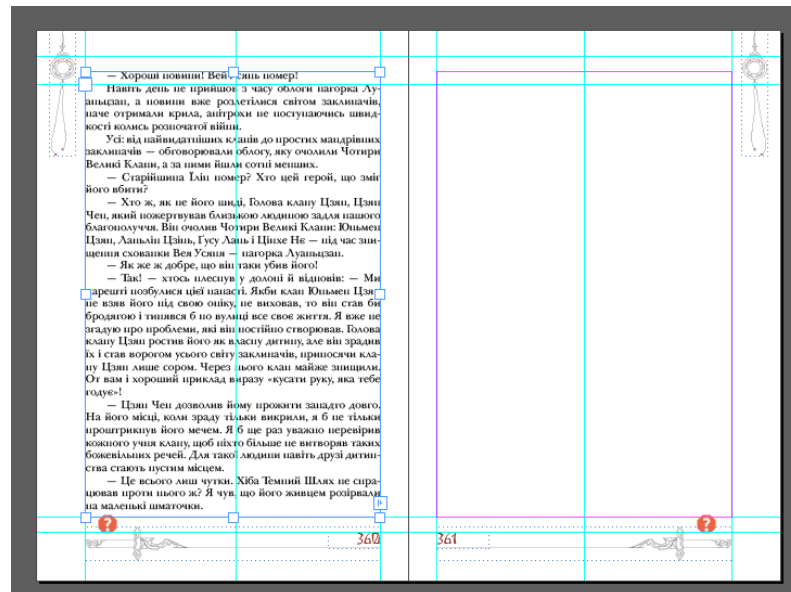 — Хороші новини! Вей Усянь помер!
Навіть день не прийшов з часу облоги пагорка Лу-
аньцзан, а новини вже розлетілися світом заклиначів,
наче отримали крила, анітрохи не поступаючись швид-
кості колись розпочатої війни.
Усі: від найвидатніших кланів до простих мандрівних
заклиначів — обговорювали облогу, яку очолили Чотири
Великі Клани, а за ними йшли сотні менших.
— Старійшина Їлін помер? Хто цей герой, що зміг
його вбити?
— Хто ж, як не його шиді, Голова клану Цзян, Цзян
Чен, який пожертвував близькою людиною задля нашого
благополуччя. Він очолив Чотири Великі Клани: Юньмен
Цзян, Ланьлін Цзінь, Ґусу Лань і Цінхе Нє — під час зни-
щення схованки Вея Усяня — пагорка Луаньцзан.
— Як же ж добре, що він таки убив його!
— Так! — хтось плеснув у долоні й відповів: — Ми
нарешті позбулися цієї напасті. Якби клан Юньмен Цзян
не взяв його під свою опіку, не виховав, то він став би
бродягою і тинявся б по вулиці все своє життя. Я вже не
згадую про проблеми, які він постійно створював. Голова
клану Цзян ростив його як власну дитину, але він зрадив
їх і став ворогом усього світу заклиначів, приносячи кла-
ну Цзян лише сором. Через нього клан майже знищили.
От вам і хороший приклад виразу «кусати руку, яка тебе
годує»!
— Цзян Чен дозволив йому прожити занадто довго.
На його місці, коли зраду тільки викрили, я б не тільки
проштрикнув його мечем. Я б ще раз уважно перевірив
кожного учня клану, щоб ніхто більше не витворяв таких
божевільних речей. Для такої людини навіть друзі дитин-
ства стають пустим місцем.
— Це всього лиш чутки. Хіба Темний Шлях не спра-
цював проти нього ж? Я чув, що його живцем розірвали
на маленькі шматочки.
360
361